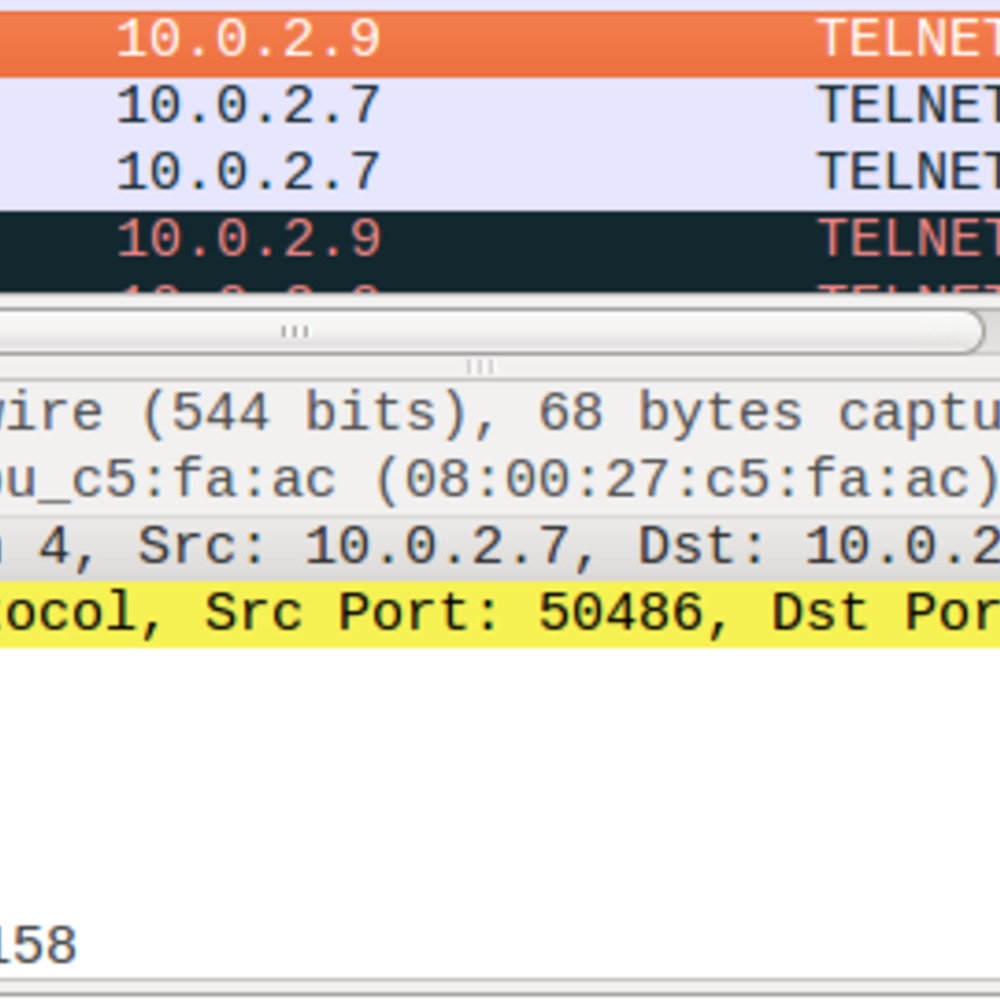 10.0.2.9 TELNET
10.0.2.7 TELNET
10.0.2.7 TELNET
10.0.2.9 TELNET
wire (544 bits), 68 bytes captu
u_c5:fa:ac (08:00:27:c5:fa:ac)
4, Src: 10.0.2.7, Dst: 10.0.2
ocol, Src Port: 50486, Dst Por
158